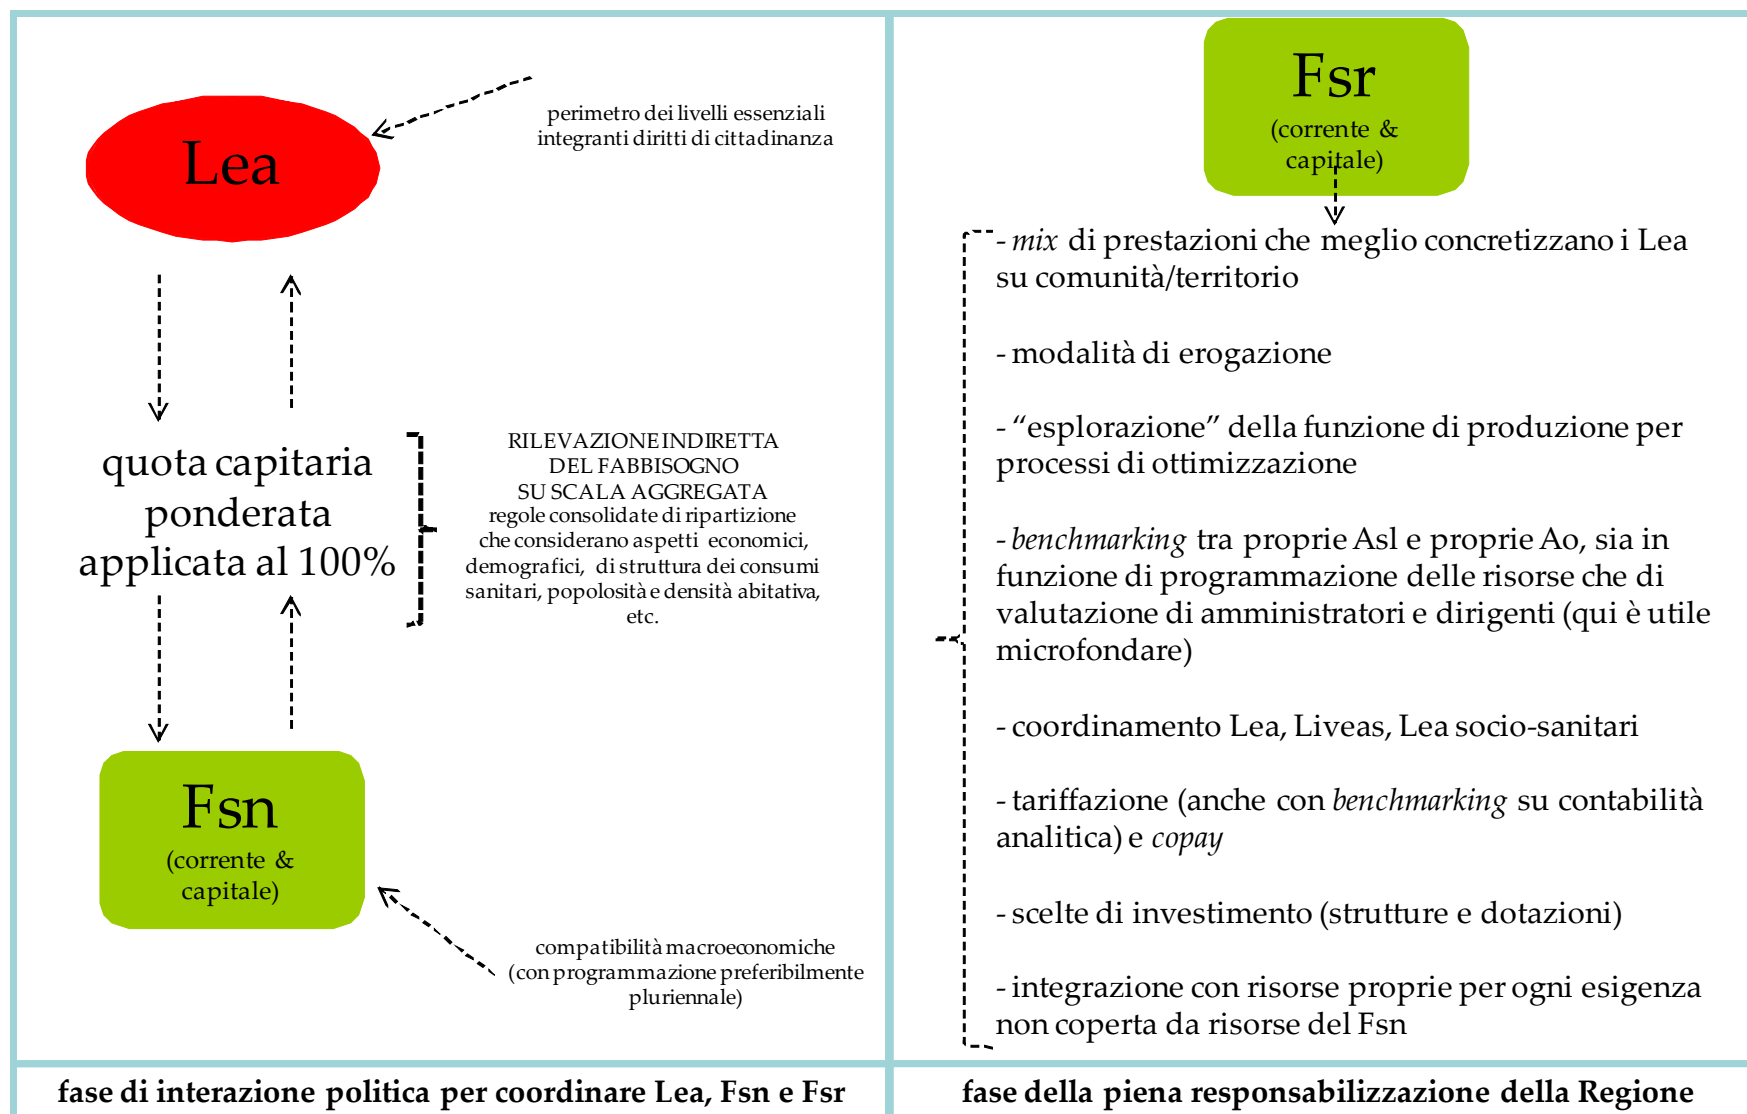 Lea
perimetro dei livelli essenziali
integranti diritti di cittadinanza
quota capitaria
ponderata
applicata al 100%
RILEVAZIONE INDIRETTA
DEL FABBISOGNO
SU SCALA AGGREGATA
regole consolidate di ripartizione
che considerano aspetti economici,
demografici, di struttura dei consumi
sanitari, popolosità e densità abitativa,
etc.
Fsn
(corrente &
capitale)
compatibilità macroeconomiche
(con programmazione preferibilmente
pluriennale)
fase di interazione politica per coordinare Lea, Fsn e Fsr
Fsr
(corrente &
capitale)
- mix di prestazioni che meglio concretizzano i Lea
su comunità/territorio
- modalità di erogazione
- “esplorazione” della funzione di produzione per
processi di ottimizzazione
- benchmarking tra proprie Asl e proprie Ao, sia in
funzione di programmazione delle risorse che di
valutazione di amministratori e dirigenti (qui è utile
microfondare)
- coordinamento Lea, Liveas, Lea socio-sanitari
- tariffazione (anche con benchmarking su contabilità
analitica) e copay
- scelte di investimento (strutture e dotazioni)
- integrazione con risorse proprie per ogni esigenza
non coperta da risorse del Fsn
fase della piena responsabilizzazione della Regione